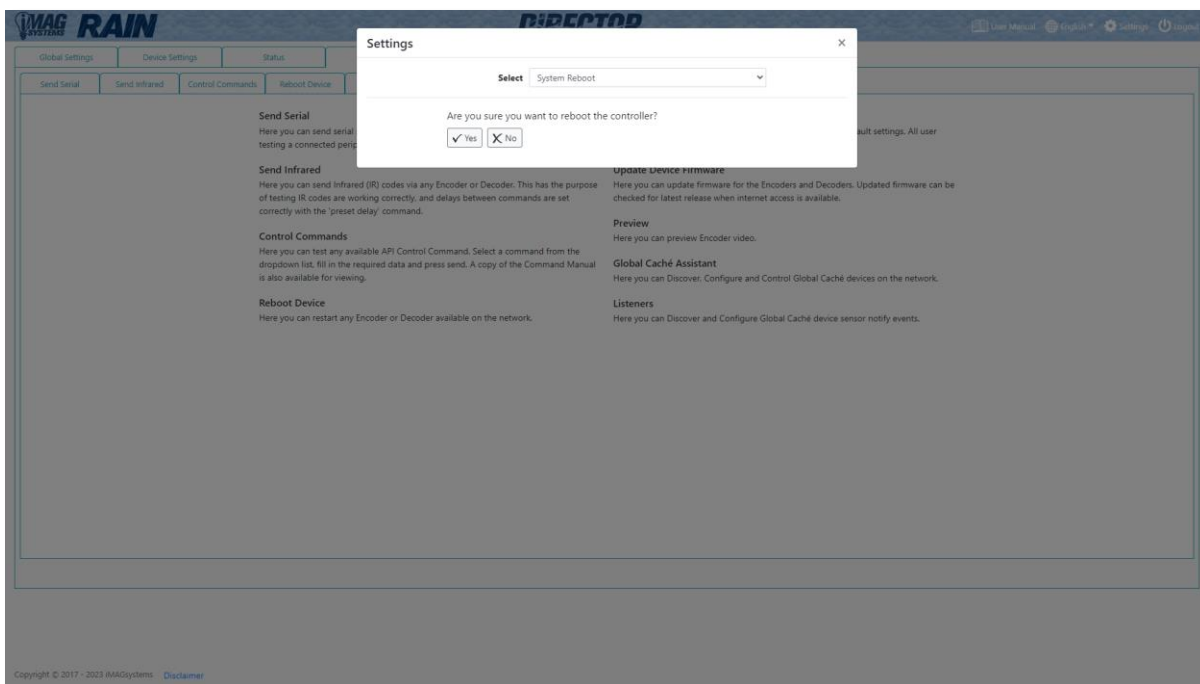 iMAG SYSTEMS RAIN
DIRECTOR
User Manual English Settings Logout
Global Settings Device Settings Status
Send Serial Send Infrared Control Commands Reboot Device
Settings ×
Select System Reboot
Are you sure you want to reboot the controller?
Yes No
Send Serial
Here you can send serial
testing a connected
ault settings. All user
Send Infrared
Here you can send Infrared (IR) codes via any Encoder or Decoder. This has the purpose
of testing IR codes are working correctly, and delays between commands are set
correctly with the 'preset delay' command.
Control Commands
Here you can test any available API Control Command. Select a command from the
dropdown list, fill in the required data and press send. A copy of the Command Manual
is also available for viewing.
Reboot Device
Here you can restart any Encoder or Decoder available on the network.
Update Device Firmware
Here you can update firmware for the Encoders and Decoders. Updated firmware can be
checked for latest release when internet access is available.
Preview
Here you can preview Encoder video.
Global Caché Assistant
Here you can Discover, Configure and Control Global Caché devices on the network.
Listeners
Here you can Discover and Configure Global Caché device sensor notify events.
Copyright © 2017 - 2023 iMAGsystems Disclaimer